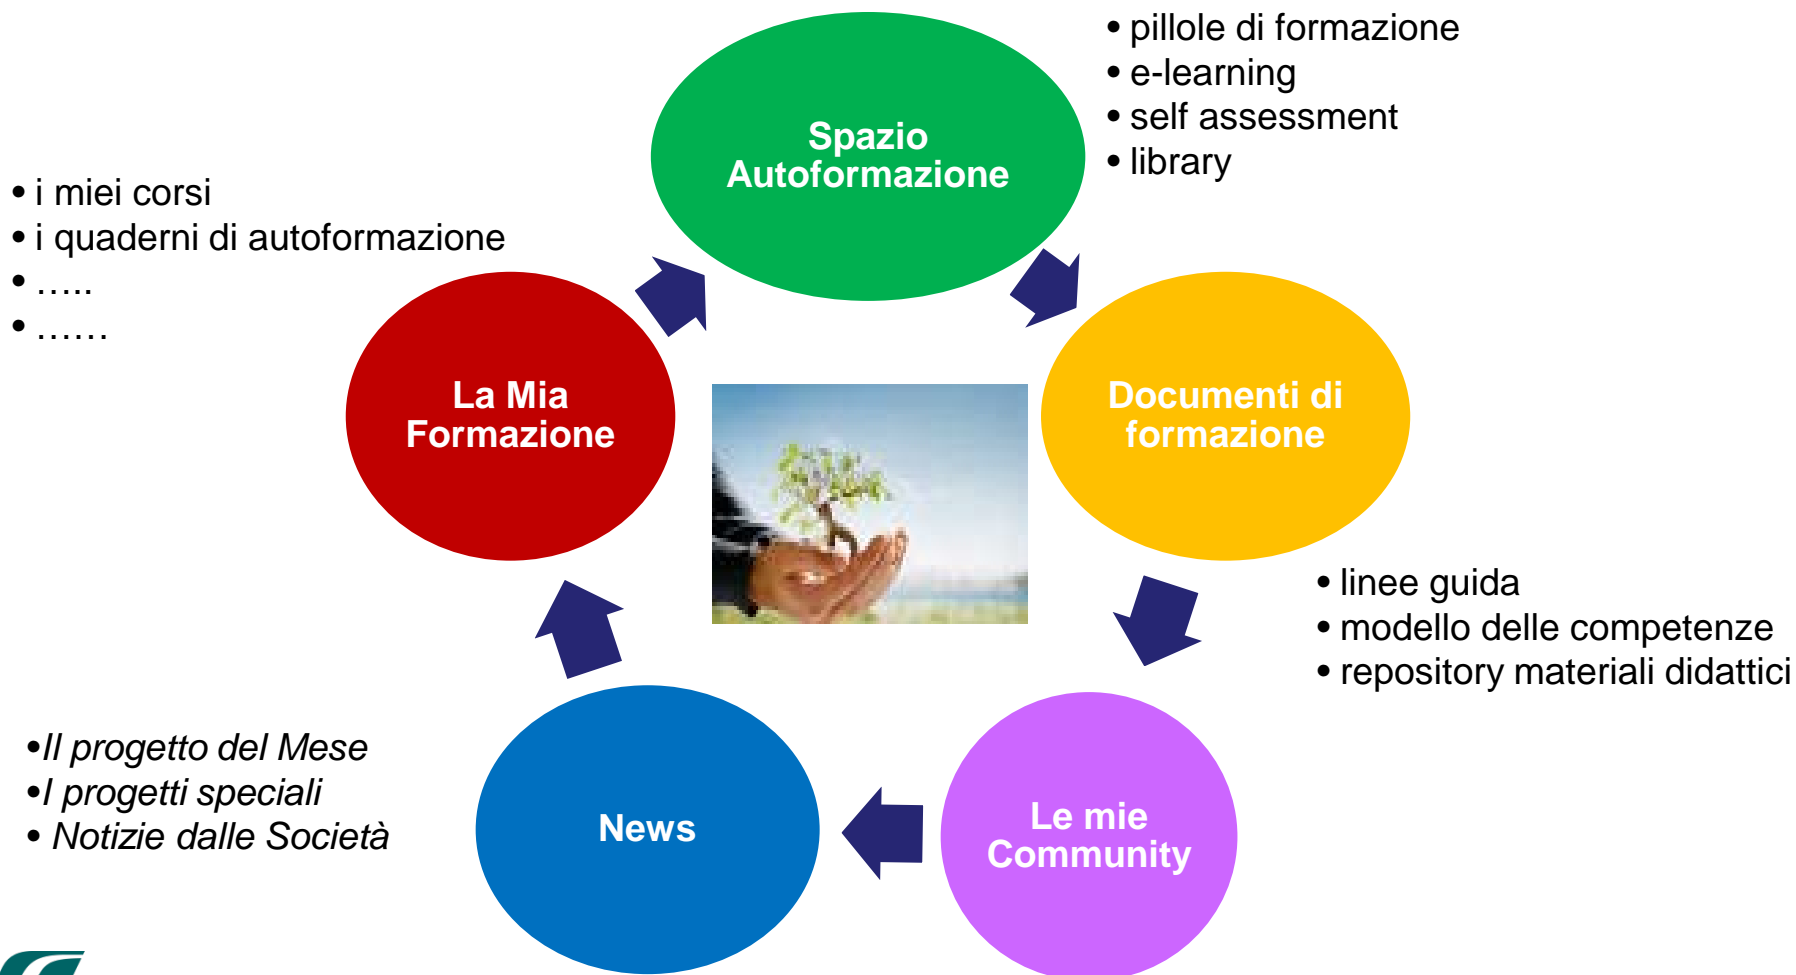 • pillole di formazione
• e-learning
• self assessment
• library
Spazio
Autoformazione
• i miei corsi
• i quaderni di autoformazione
• …..
• ……
La Mia
Formazione
Documenti di
formazione
• linee guida
• modello delle competenze
• repository materiali didattici
•Il progetto del Mese
•I progetti speciali
• Notizie dalle Società
News
Le mie
Community